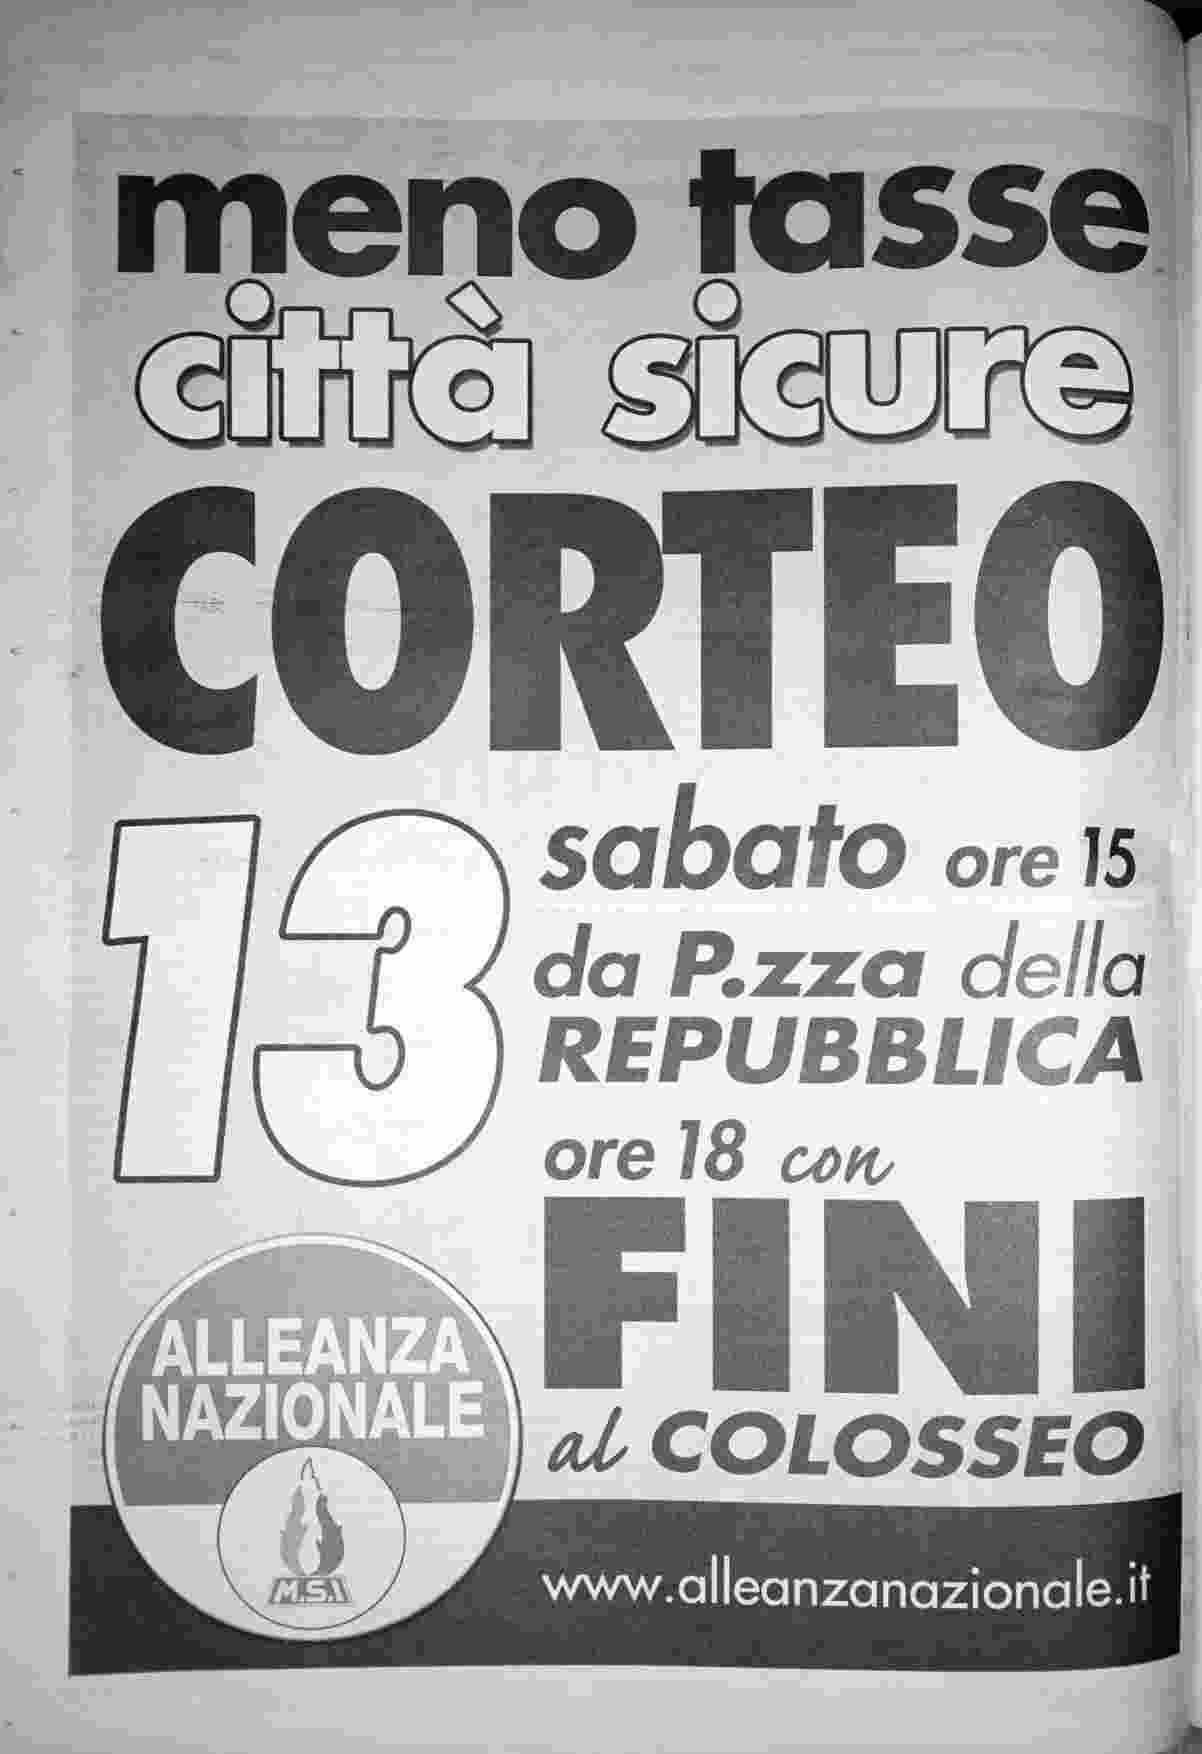 meno tasse
città sicure
CORTEO
13
sabato ore 15
da P.zza della
REPUBBLICA
ore 18 con
FINI
al COLOSSEO
ALLEANZA
NAZIONALE
M.S.I
www.alleanzanazionale.it